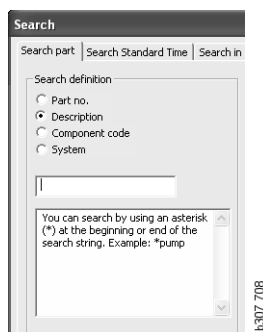 Search
Search part Search Standard Time Search in
Search definition
Part no.
Description
Component code
System
You can search by using an asterisk
(*) at the beginning or end of the
search string. Example: *pump
b307 708